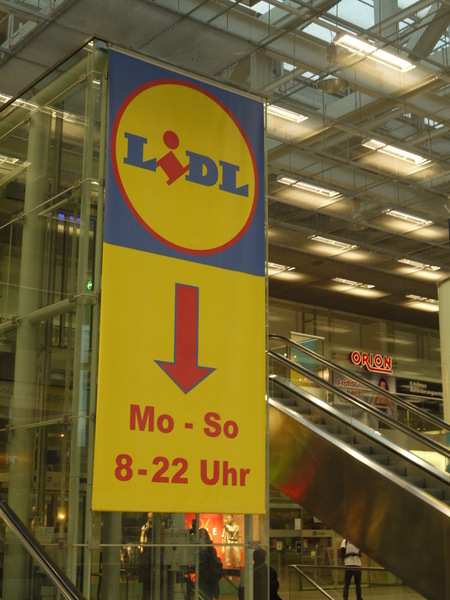 LIDL
Mo - So
8-22 Uhr
ORION